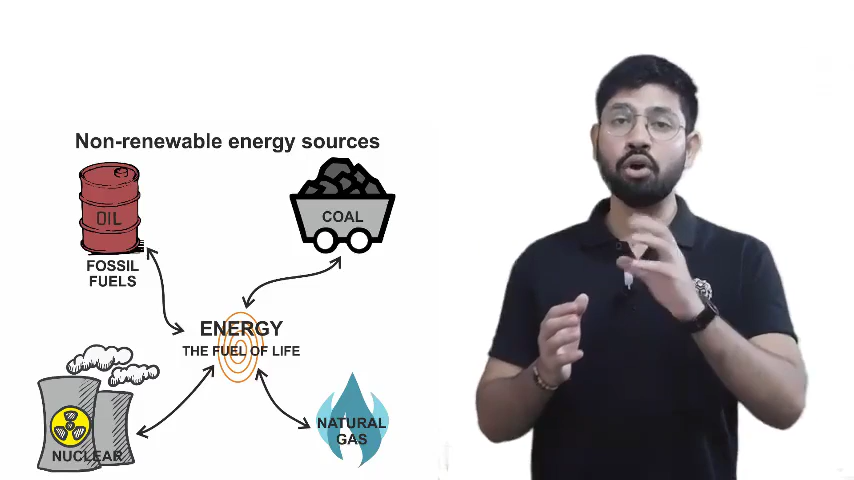 Non-renewable energy sources
OIL
FOSSIL
FUELS
COAL
ENERGY
THE FUEL OF LIFE
NUCLEAR
NATURAL
GAS